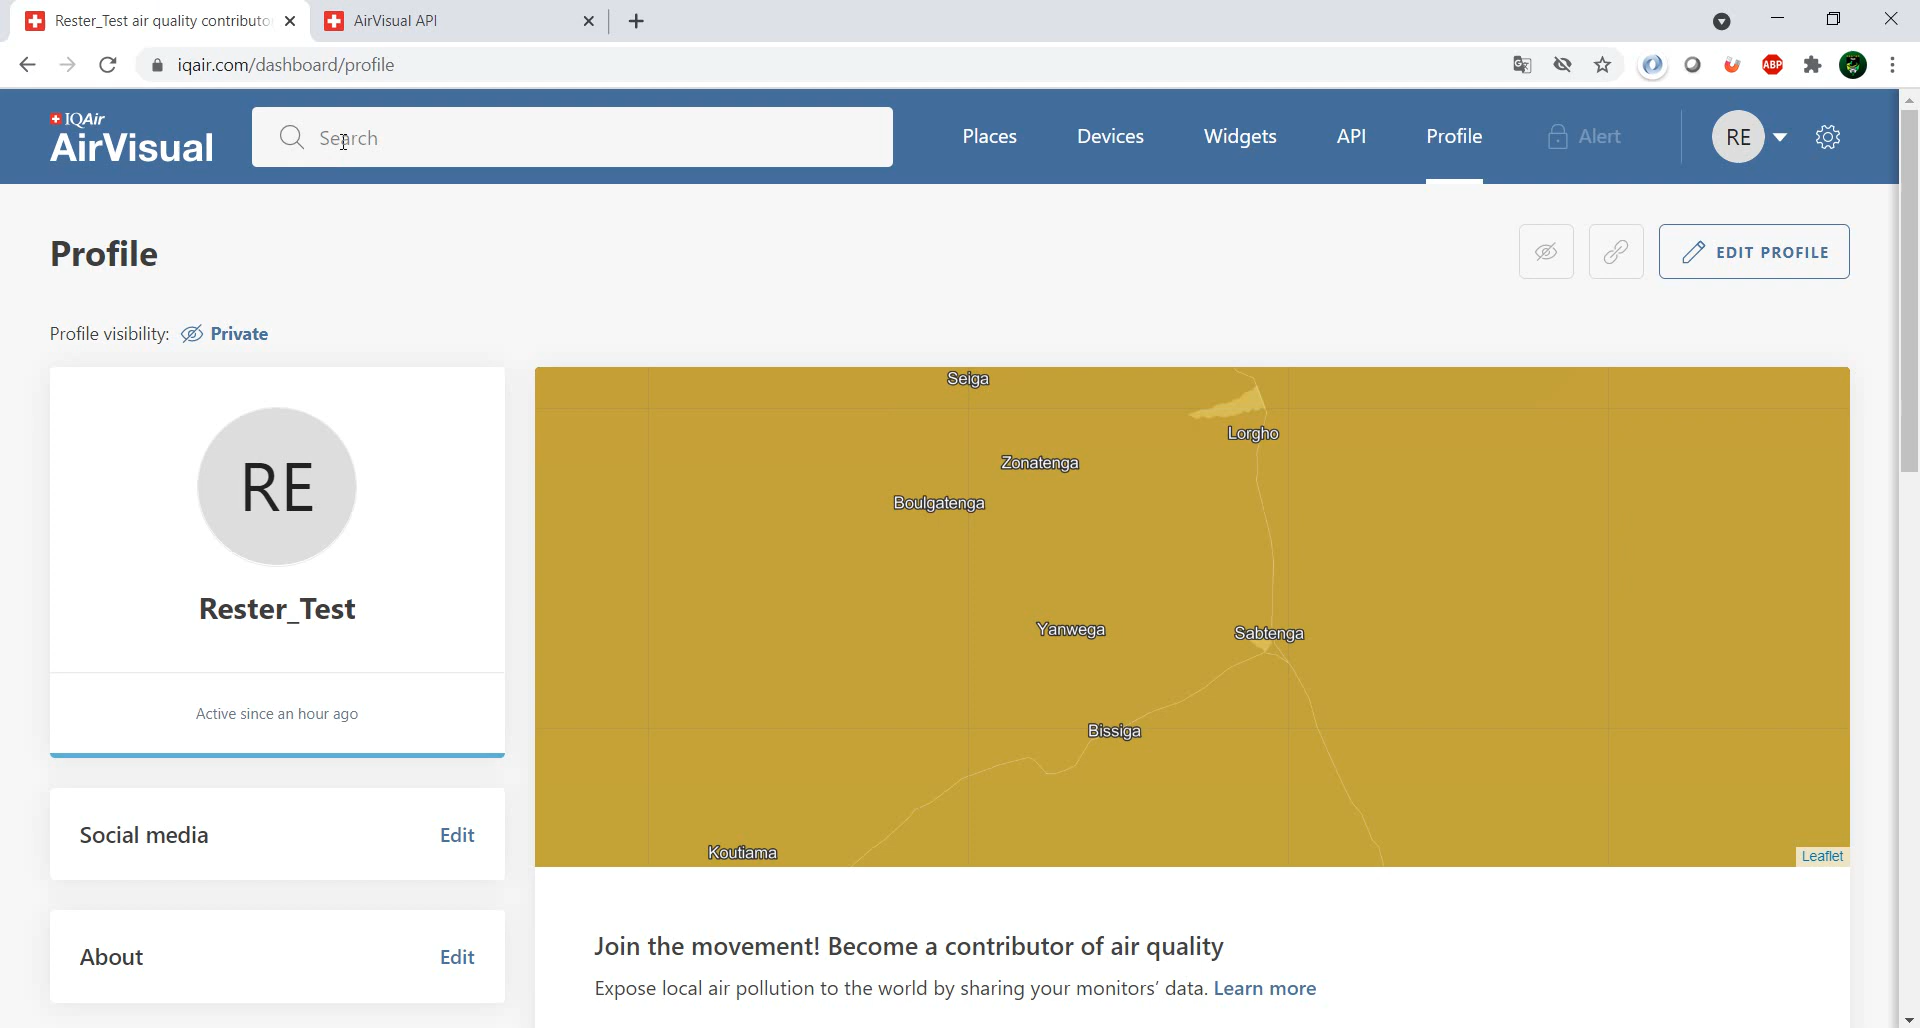 Rester_Test air quality contributo
AirVisual API
iqair.com/dashboard/profile
ABP
IQAir
AirVisual
Search
Places
Devices
Widgets
API
Profile
Alert
RE
Profile
EDIT PROFILE
Profile visibility: Private
RE
Rester_Test
Active since an hour ago
Social media
Edit
About
Edit
Seiga
Lorgho
Zonatenga
Boulgatenga
Yanwega
Sabtenga
Bissiga
Koutiama
Leaflet
Join the movement! Become a contributor of air quality
Expose local air pollution to the world by sharing your monitors' data. Learn more